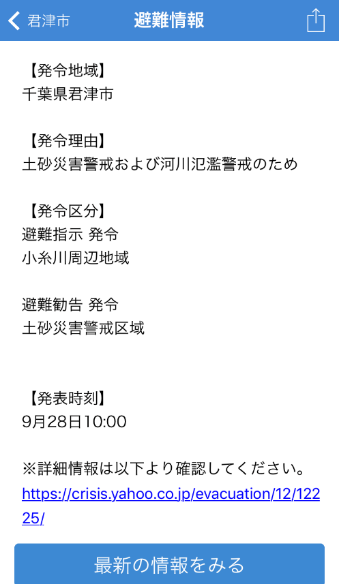 君津市
避難情報
【発令地域】
千葉県君津市
【発令理由】
土砂災害警戒および河川氾濫警戒のため
【発令区分】
避難指示 発令
小糸川周辺地域
避難勧告 発令
土砂災害警戒区域
【発表時刻】
9月28日10:00
※詳細情報は以下より確認してください。
https://crisis.yahoo.co.jp/evacuation/12/122
25/
最新の情報をみる